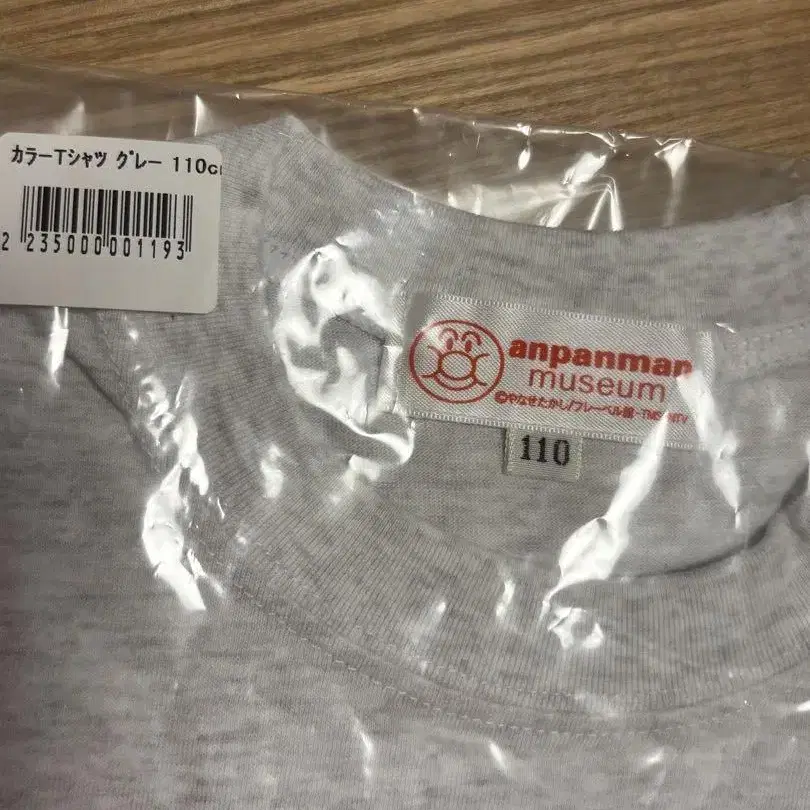 カラーTシャツ グレー 110c
2 235000 001193
anpanman
museum
©やなせたかし/フレーベル館・TMS・NTV
110